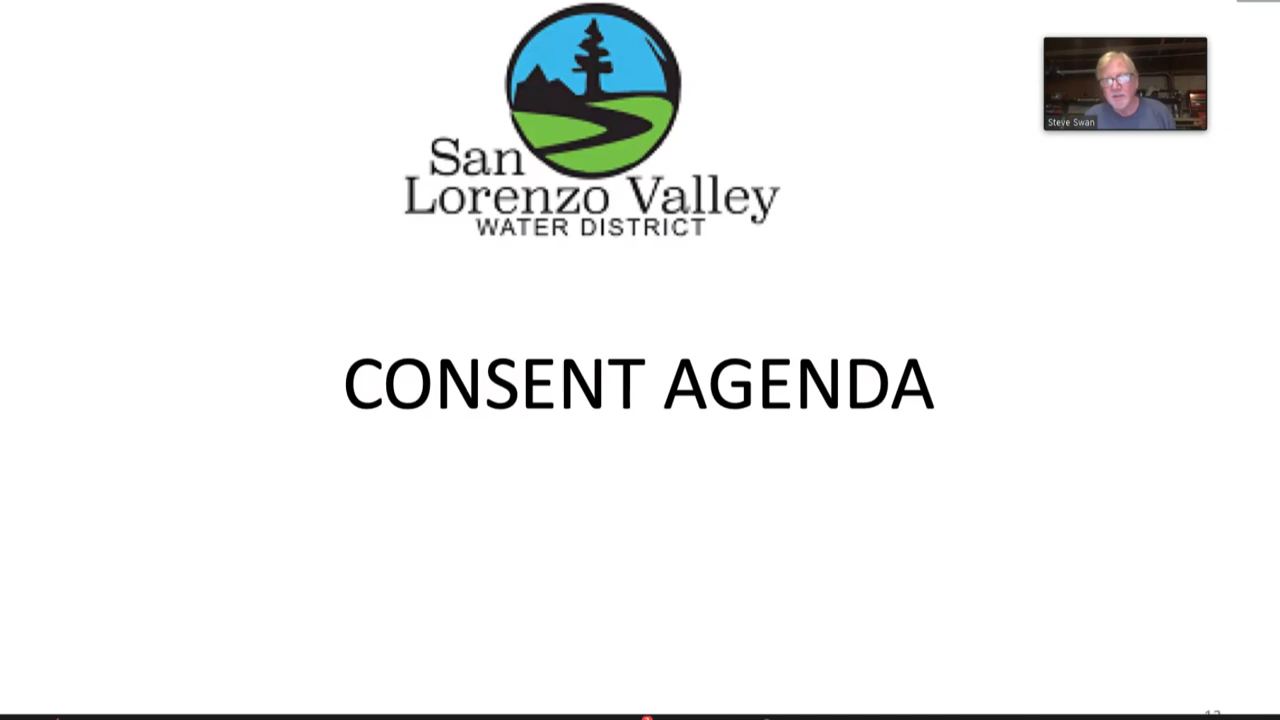 San
Lorenzo Valley
WATER DISTRICT
Steve Swan
CONSENT AGENDA